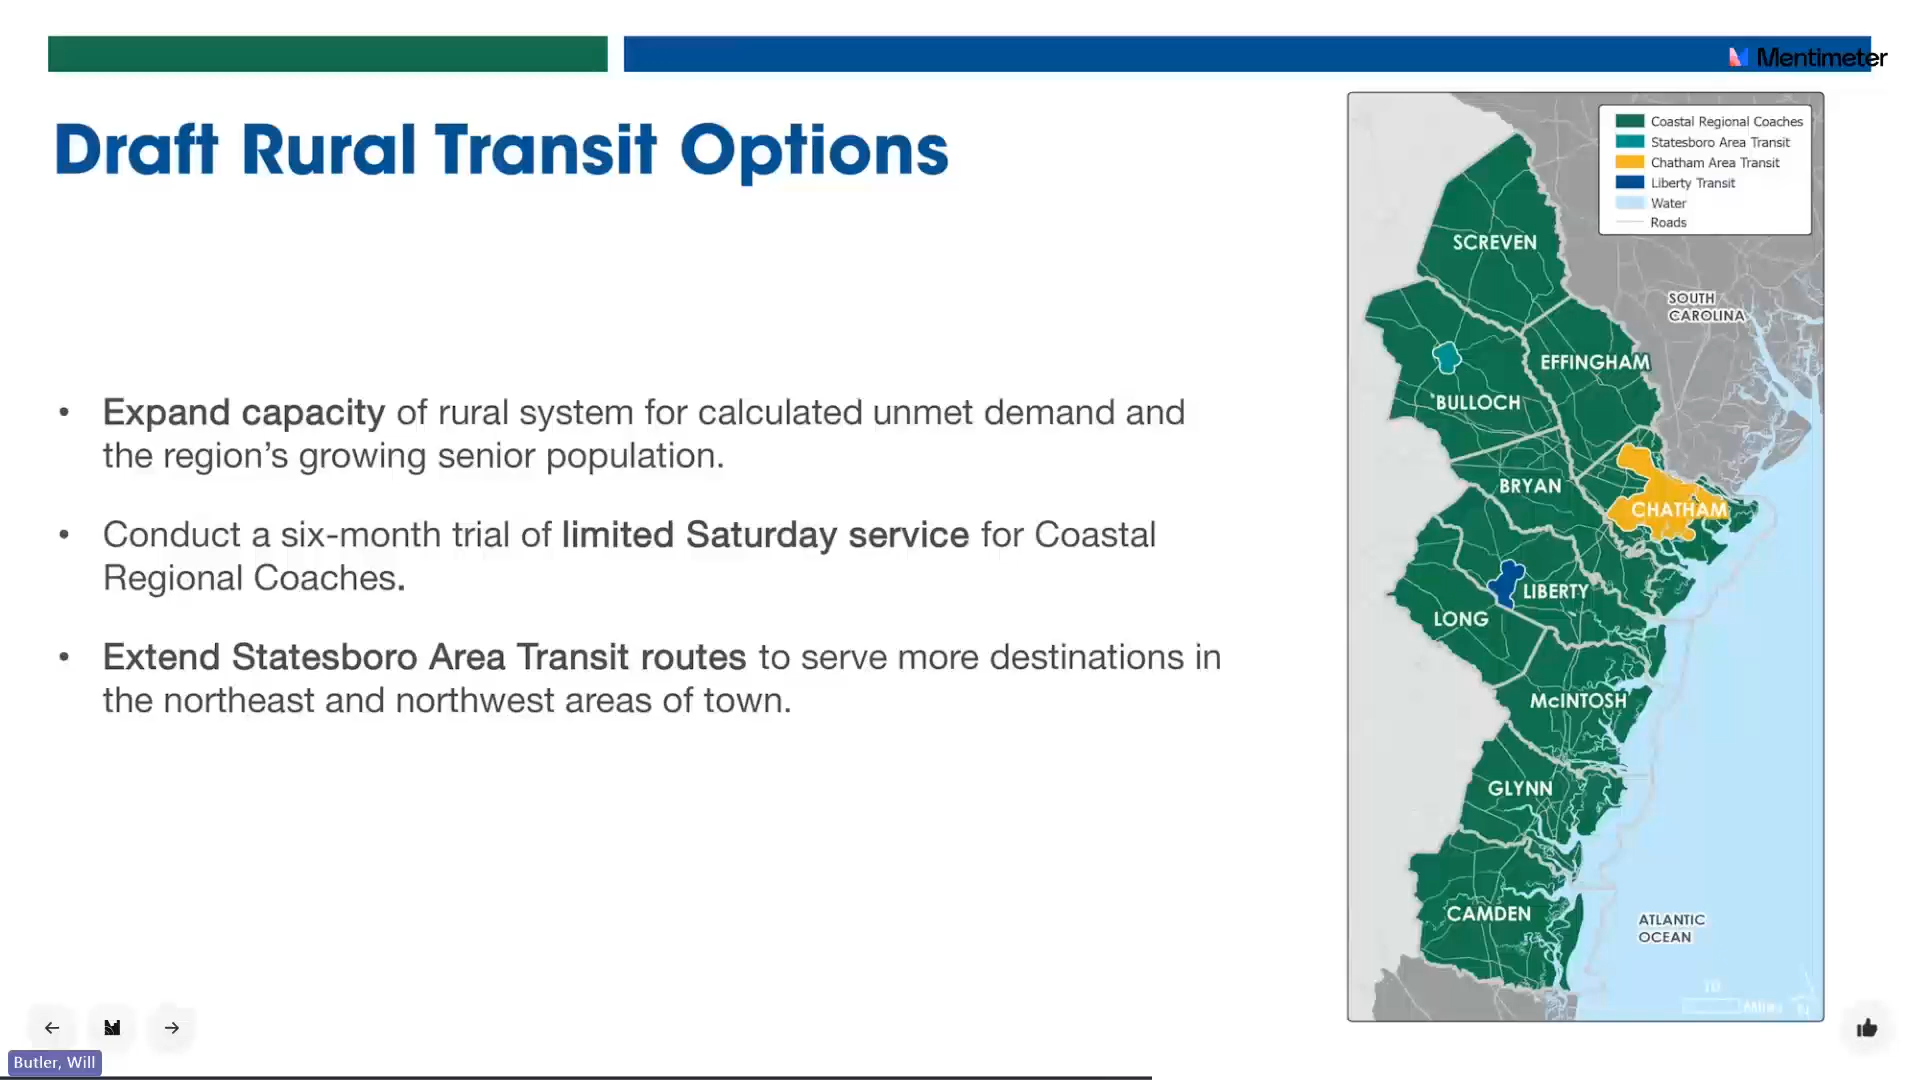 Mentimeter
Draft Rural Transit Options
• Expand capacity of rural system for calculated unmet demand and
the region’s growing senior population.
• Conduct a six-month trial of limited Saturday service for Coastal
Regional Coaches.
• Extend Statesboro Area Transit routes to serve more destinations in
the northeast and northwest areas of town.
Coastal Regional Coaches
Statesboro Area Transit
Chatham Area Transit
Liberty Transit
Water
Roads
SCREVEN
SOUTH
CAROLINA
EFFINGHAM
BULLOCH
BRYAN
CHATHAM
LIBERTY
LONG
McINTOSH
GLYNN
CAMDEN
ATLANTIC
OCEAN
10
Miles
Butler, Will